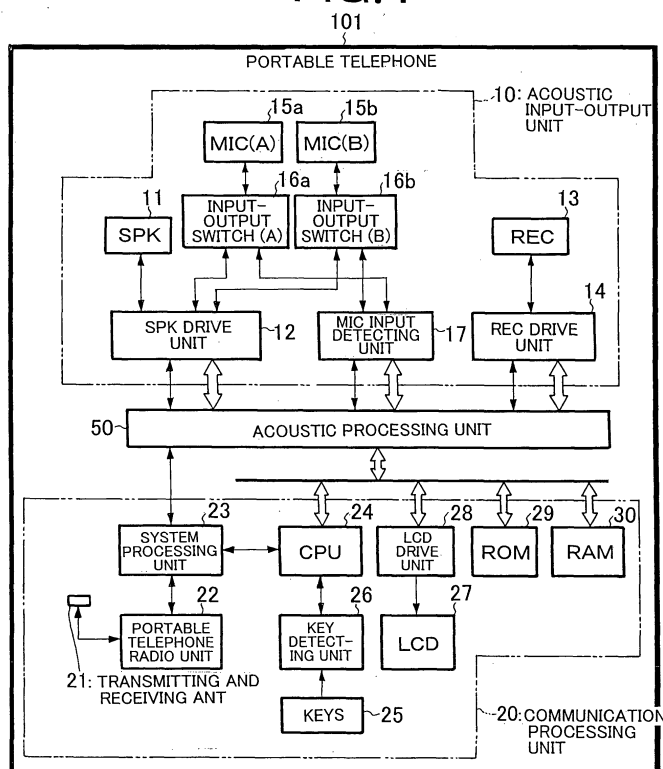 FIG.1
101
PORTABLE TELEPHONE
10: ACOUSTIC
INPUT-OUTPUT
UNIT
15a
15b
MIC(A)
MIC(B)
16a
16b
11
INPUT-
OUTPUT
SWITCH (A)
INPUT-
OUTPUT
SWITCH (B)
13
SPK
REC
SPK DRIVE
UNIT
12
MIC INPUT
DETECTING
UNIT
17
14
REC DRIVE
UNIT
50
ACOUSTIC PROCESSING UNIT
23
24
28
29
30
SYSTEM
PROCESSING
UNIT
CPU
LCD
DRIVE
UNIT
ROM
RAM
22
26
27
PORTABLE
TELEPHONE
RADIO UNIT
KEY
DETECT-
ING UNIT
LCD
21: TRANSMITTING AND
RECEIVING ANT
KEYS
25
20: COMMUNICATION
PROCESSING
UNIT